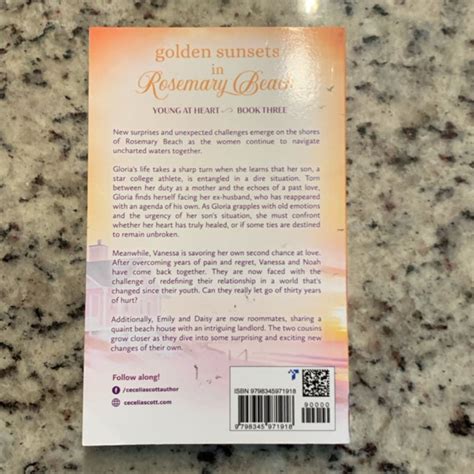 golden sunsets
in
Rosemary Beach
YOUNG AT HEART BOOK THREE
New surprises and unexpected challenges emerge on the shores
of Rosemary Beach as the women continue to navigate
uncharted waters together.
Gloria's life takes a sharp turn when she learns that her son, a
star college athlete, is entangled in a dire situation. Torn
between her duty as a mother and the echoes of a past love,
Gloria finds herself facing her ex-husband, who has reappeared
with an agenda of his own. As Gloria grapples with old emotions
and the urgency of her son's situation, she must confront
whether her heart has truly healed, or if some ties are destined
to remain unbroken.
Meanwhile, Vanessa is savoring her own second chance at love.
After overcoming years of pain and regret, Vanessa and Noah
have come back together. They are now faced with the
challenge of redefining their relationship in a world that's
changed since their youth. Can they really let go of thirty years
of hurt?
Additionally, Emily and Daisy are now roommates, sharing a
quaint beach house with an intriguing landlord. The two cousins
grow closer as they dive into some surprising and exciting new
changes of their own.
Follow along!
/ceceliascottauthor
ceceliascott.com
ISBN 9798345971918
90000
9 798345 971918